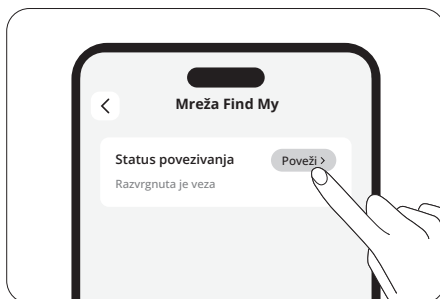 Mreža Find My
Status povezivanja
Poveži >
Razvrgnuta je veza